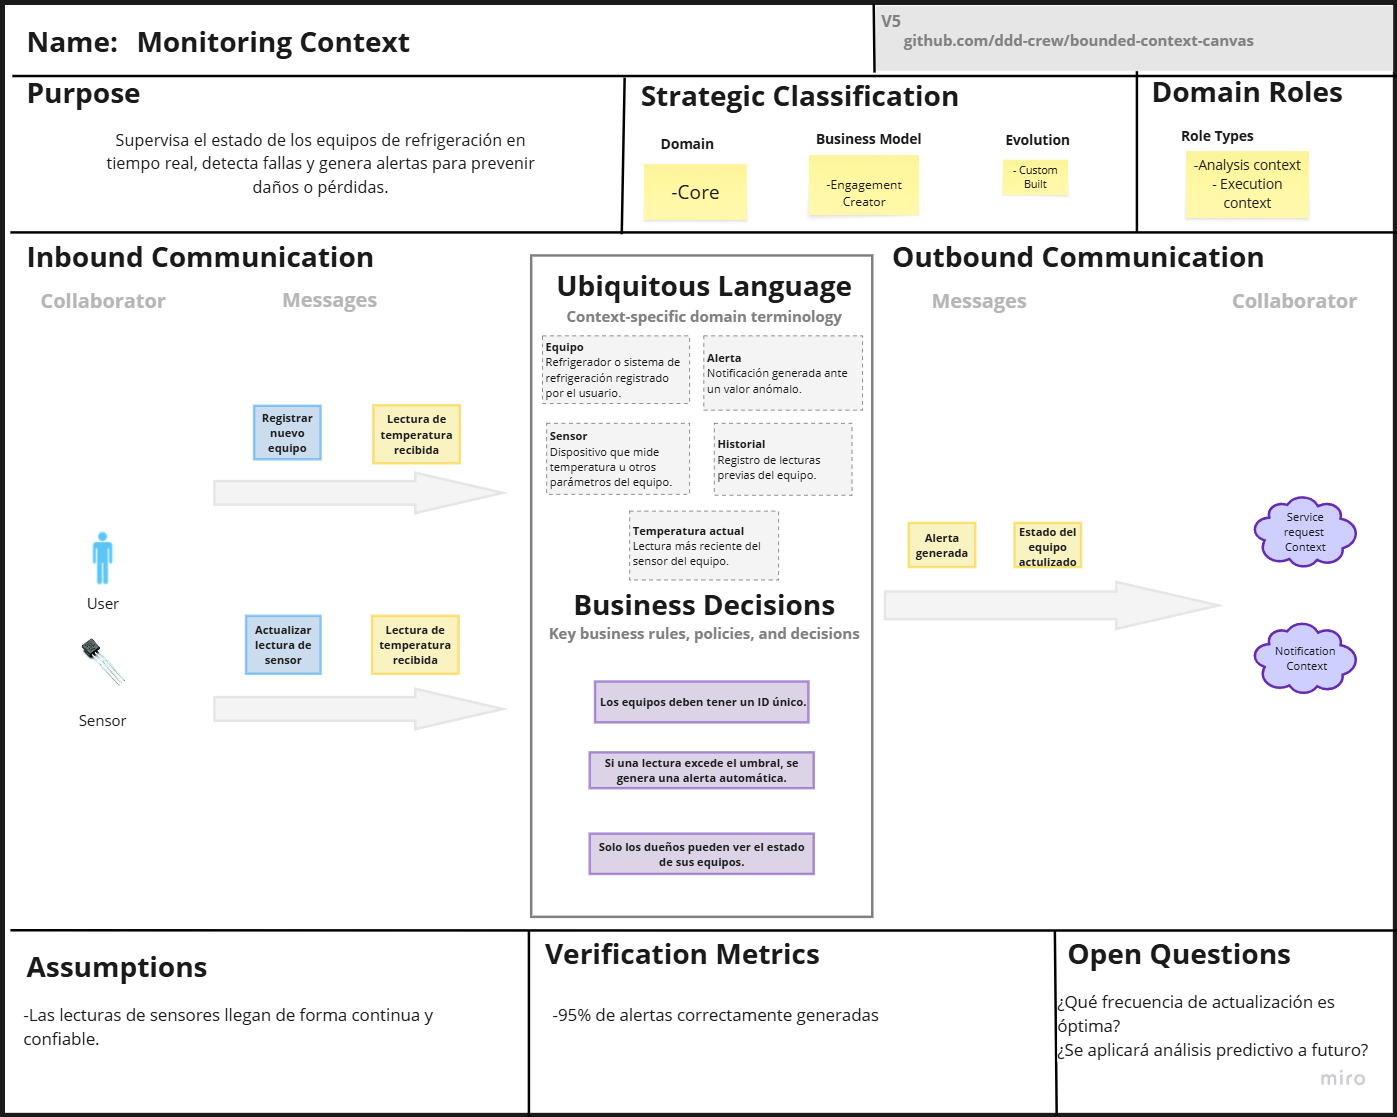 Name: Monitoring Context
V5
github.com/ddd-crew/bounded-context-canvas
Purpose
Supervisa el estado de los equipos de refrigeración en
tiempo real, detecta fallas y genera alertas para prevenir
daños o pérdidas.
Strategic Classification
Domain
-Core
Business Model
-Engagement
Creator
Evolution
- Custom
Built
Domain Roles
Role Types
-Analysis context
- Execution
context
Inbound Communication
Collaborator
Messages
Registrar
nuevo
equipo
Lectura de
temperatura
recibida
User
Actualizar
lectura de
sensor
Lectura de
temperatura
recibida
Sensor
Ubiquitous Language
Context-specific domain terminology
Equipo
Refrigerador o sistema de
refrigeración registrado
por el usuario.
Alerta
Notificación generada ante
un valor anómalo.
Sensor
Dispositivo que mide
temperatura u otros
parámetros del equipo.
Historial
Registro de lecturas
previas del equipo.
Temperatura actual
Lectura más reciente del
sensor del equipo.
Business Decisions
Key business rules, policies, and decisions
Los equipos deben tener un ID único.
Si una lectura excede el umbral, se
genera una alerta automática.
Solo los dueños pueden ver el estado
de sus equipos.
Outbound Communication
Messages
Collaborator
Alerta
generada
Estado del
equipo
actulizado
Service
request
Context
Notification
Context
Assumptions
-Las lecturas de sensores llegan de forma continua y
confiable.
Verification Metrics
-95% de alertas correctamente generadas
Open Questions
¿Qué frecuencia de actualización es
óptima?
¿Se aplicará análisis predictivo a futuro?
miro